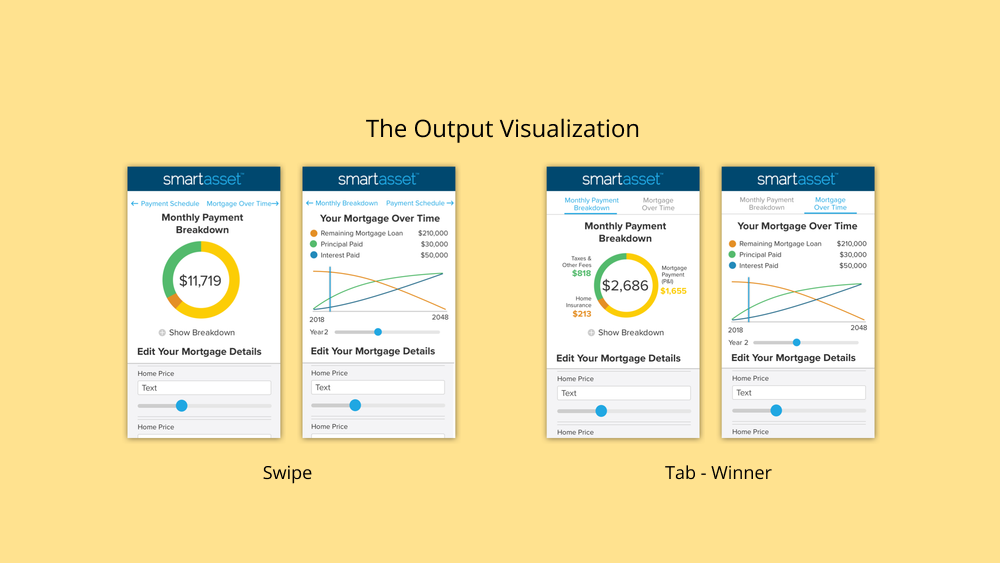 The Output Visualization
smartasset™
← Payment Schedule Mortgage Over Time→
Monthly Payment
Breakdown
$11,719
Show Breakdown
Edit Your Mortgage Details
Home Price
Text
Home Price
smartasset™
← Monthly Breakdown Payment Schedule →
Your Mortgage Over Time
Remaining Mortgage Loan $210,000
Principal Paid $30,000
Interest Paid $50,000
2018 2048
Year2
Edit Your Mortgage Details
Home Price
Text
Home Price
Swipe
smartasset™
Monthly Payment
Breakdown
Mortgage
Over Time
Monthly Payment
Breakdown
Taxes &
Other Fees
$818
$2,686
Mortgage
Payment
(P&I)
$1,655
Home
Insurance
$213
Show Breakdown
Edit Your Mortgage Details
Home Price
Text
Home Price
smartasset™
Monthly Payment
Breakdown
Mortgage
Over Time
Your Mortgage Over Time
Remaining Mortgage Loan $210,000
Principal Paid $30,000
Interest Paid $50,000
2018 2048
Year 2
Edit Your Mortgage Details
Home Price
Text
Home Price
Tab - Winner